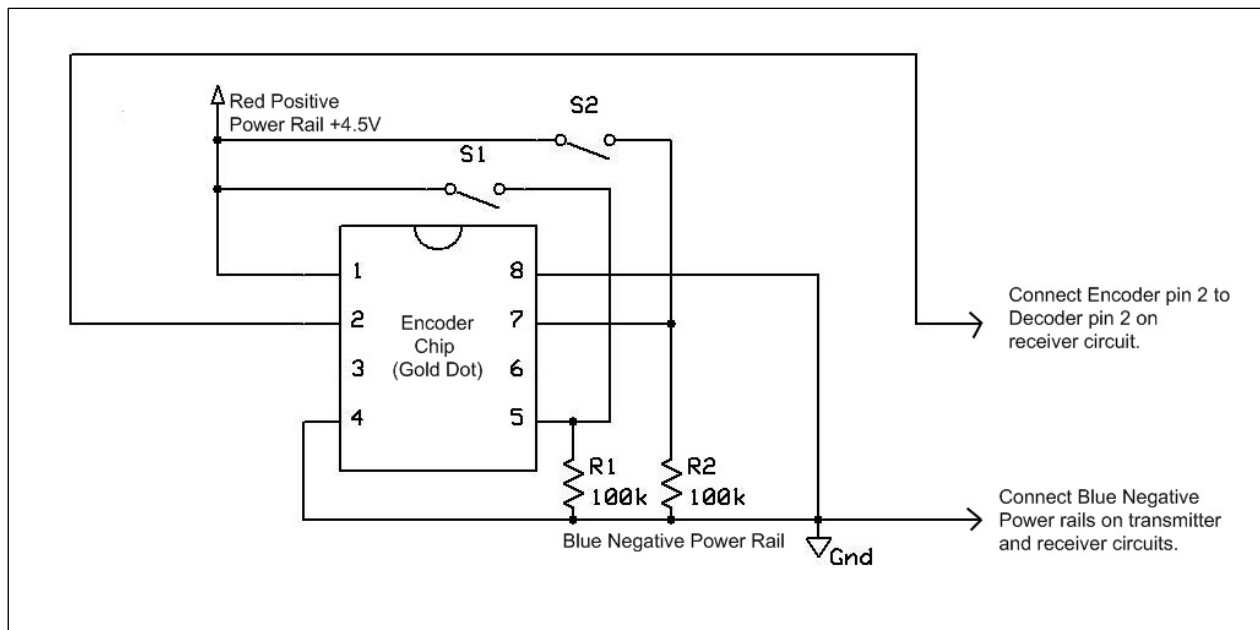 Red Positive
Power Rail +4.5V
S2
S1
1
8
2
7
3
6
4
5
Encoder
Chip
(Gold Dot)
R1
100k
R2
100k
Blue Negative Power Rail
Gnd
Connect Encoder pin 2 to
Decoder pin 2 on
receiver circuit.
Connect Blue Negative
Power rails on transmitter
and receiver circuits.